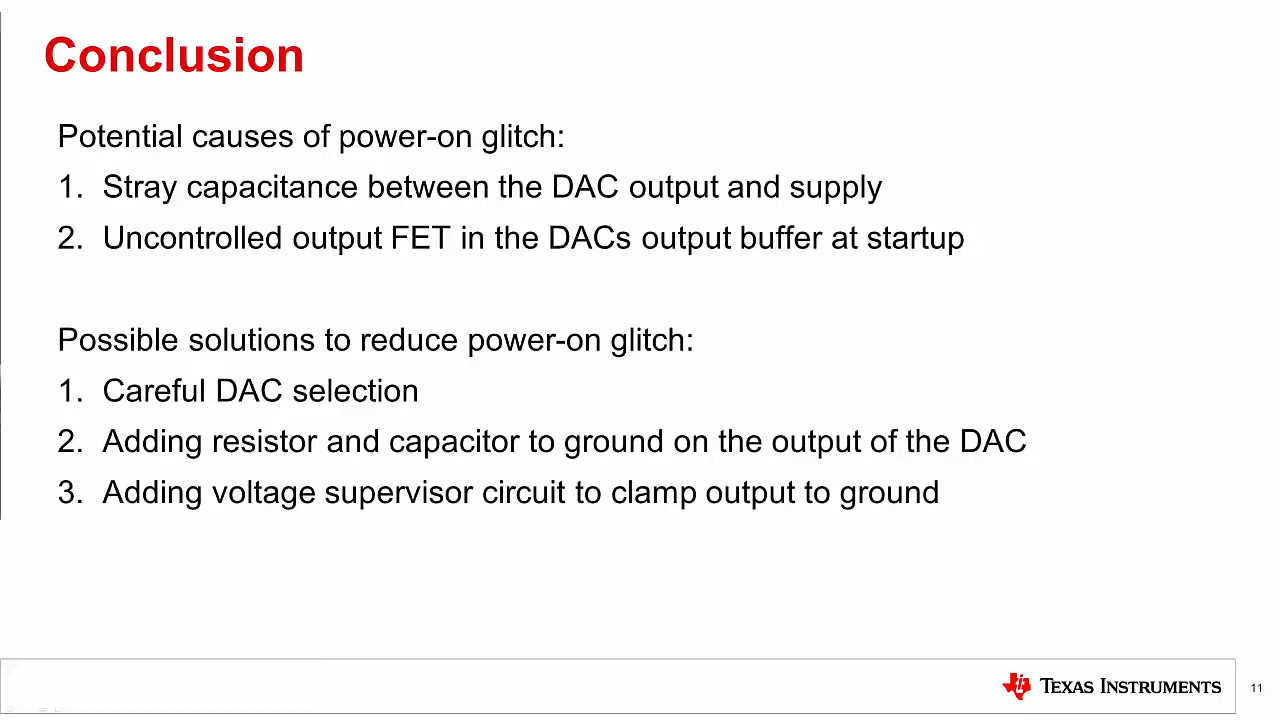 Conclusion
Potential causes of power-on glitch:
1. Stray capacitance between the DAC output and supply
2. Uncontrolled output FET in the DACs output buffer at startup
Possible solutions to reduce power-on glitch:
1. Careful DAC selection
2. Adding resistor and capacitor to ground on the output of the DAC
3. Adding voltage supervisor circuit to clamp output to ground
TEXAS INSTRUMENTS
11